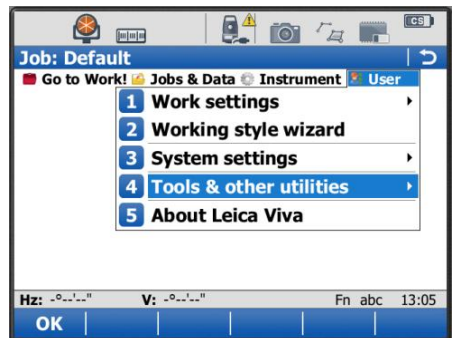 CS
Job: Default
Go to Work! Jobs & Data Instrument User
1 Work settings
2 Working style wizard
3 System settings
4 Tools & other utilities
5 About Leica Viva
Hz: -°--'--" V: -°--'--" Fn abc 13:05
OK